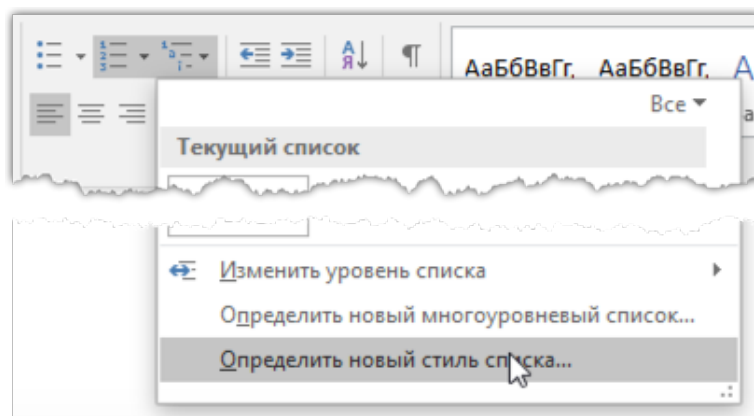 АаБбВвГг, АаБбВвГг, А
Все
Текущий список
Изменить уровень списка
Определить новый многоуровневый список...
Определить новый стиль списка...